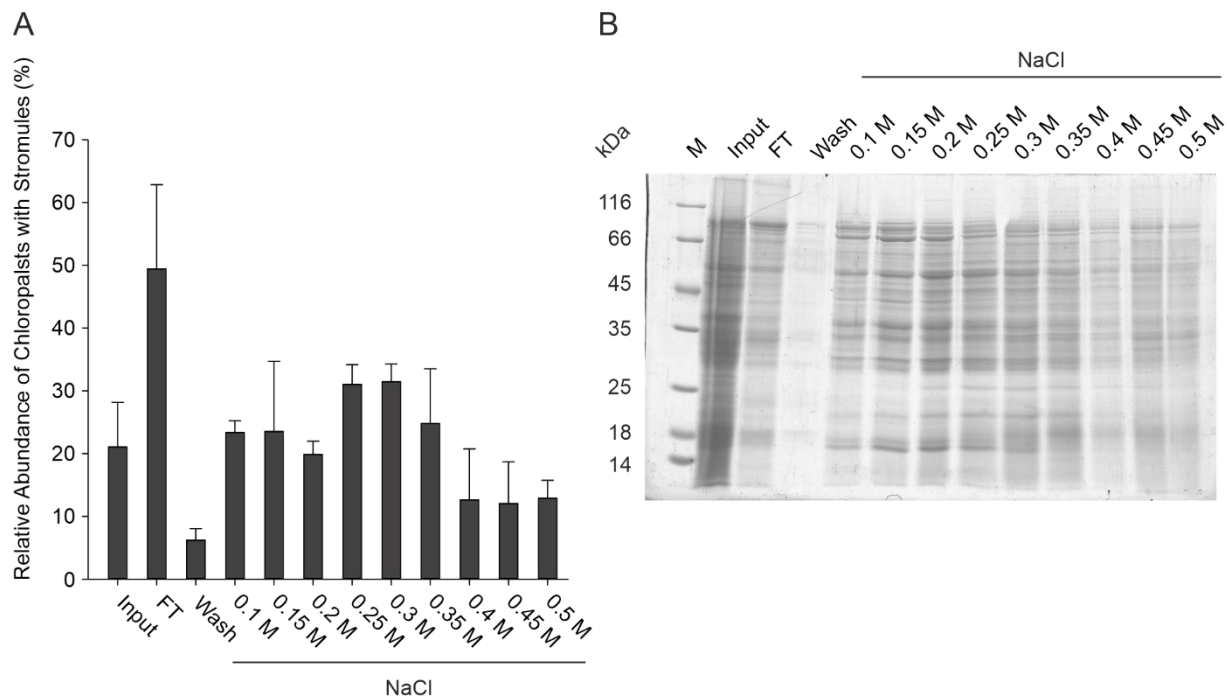 A
Relative Abundance of Chloropalsts with Stromules (%)
70
60
50
40
30
20
10
0
Input
FT
Wash
0.1 M
0.15 M
0.2 M
0.25 M
0.3 M
0.35 M
0.4 M
0.45 M
0.5 M
NaCl
B
NaCl
kDa
M
Input
FT
Wash
0.1 M
0.15 M
0.2 M
0.25 M
0.3 M
0.35 M
0.4 M
0.45 M
0.5 M
116
66
45
35
25
18
14